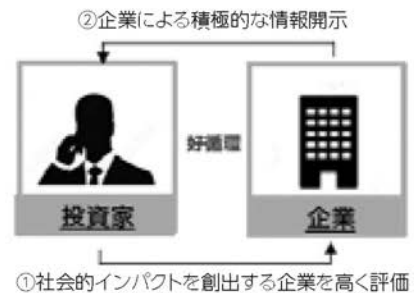 ②企業による積極的な情報開示
好循環
投資家
企業
①社会的インパクトを創出する企業を高く評価